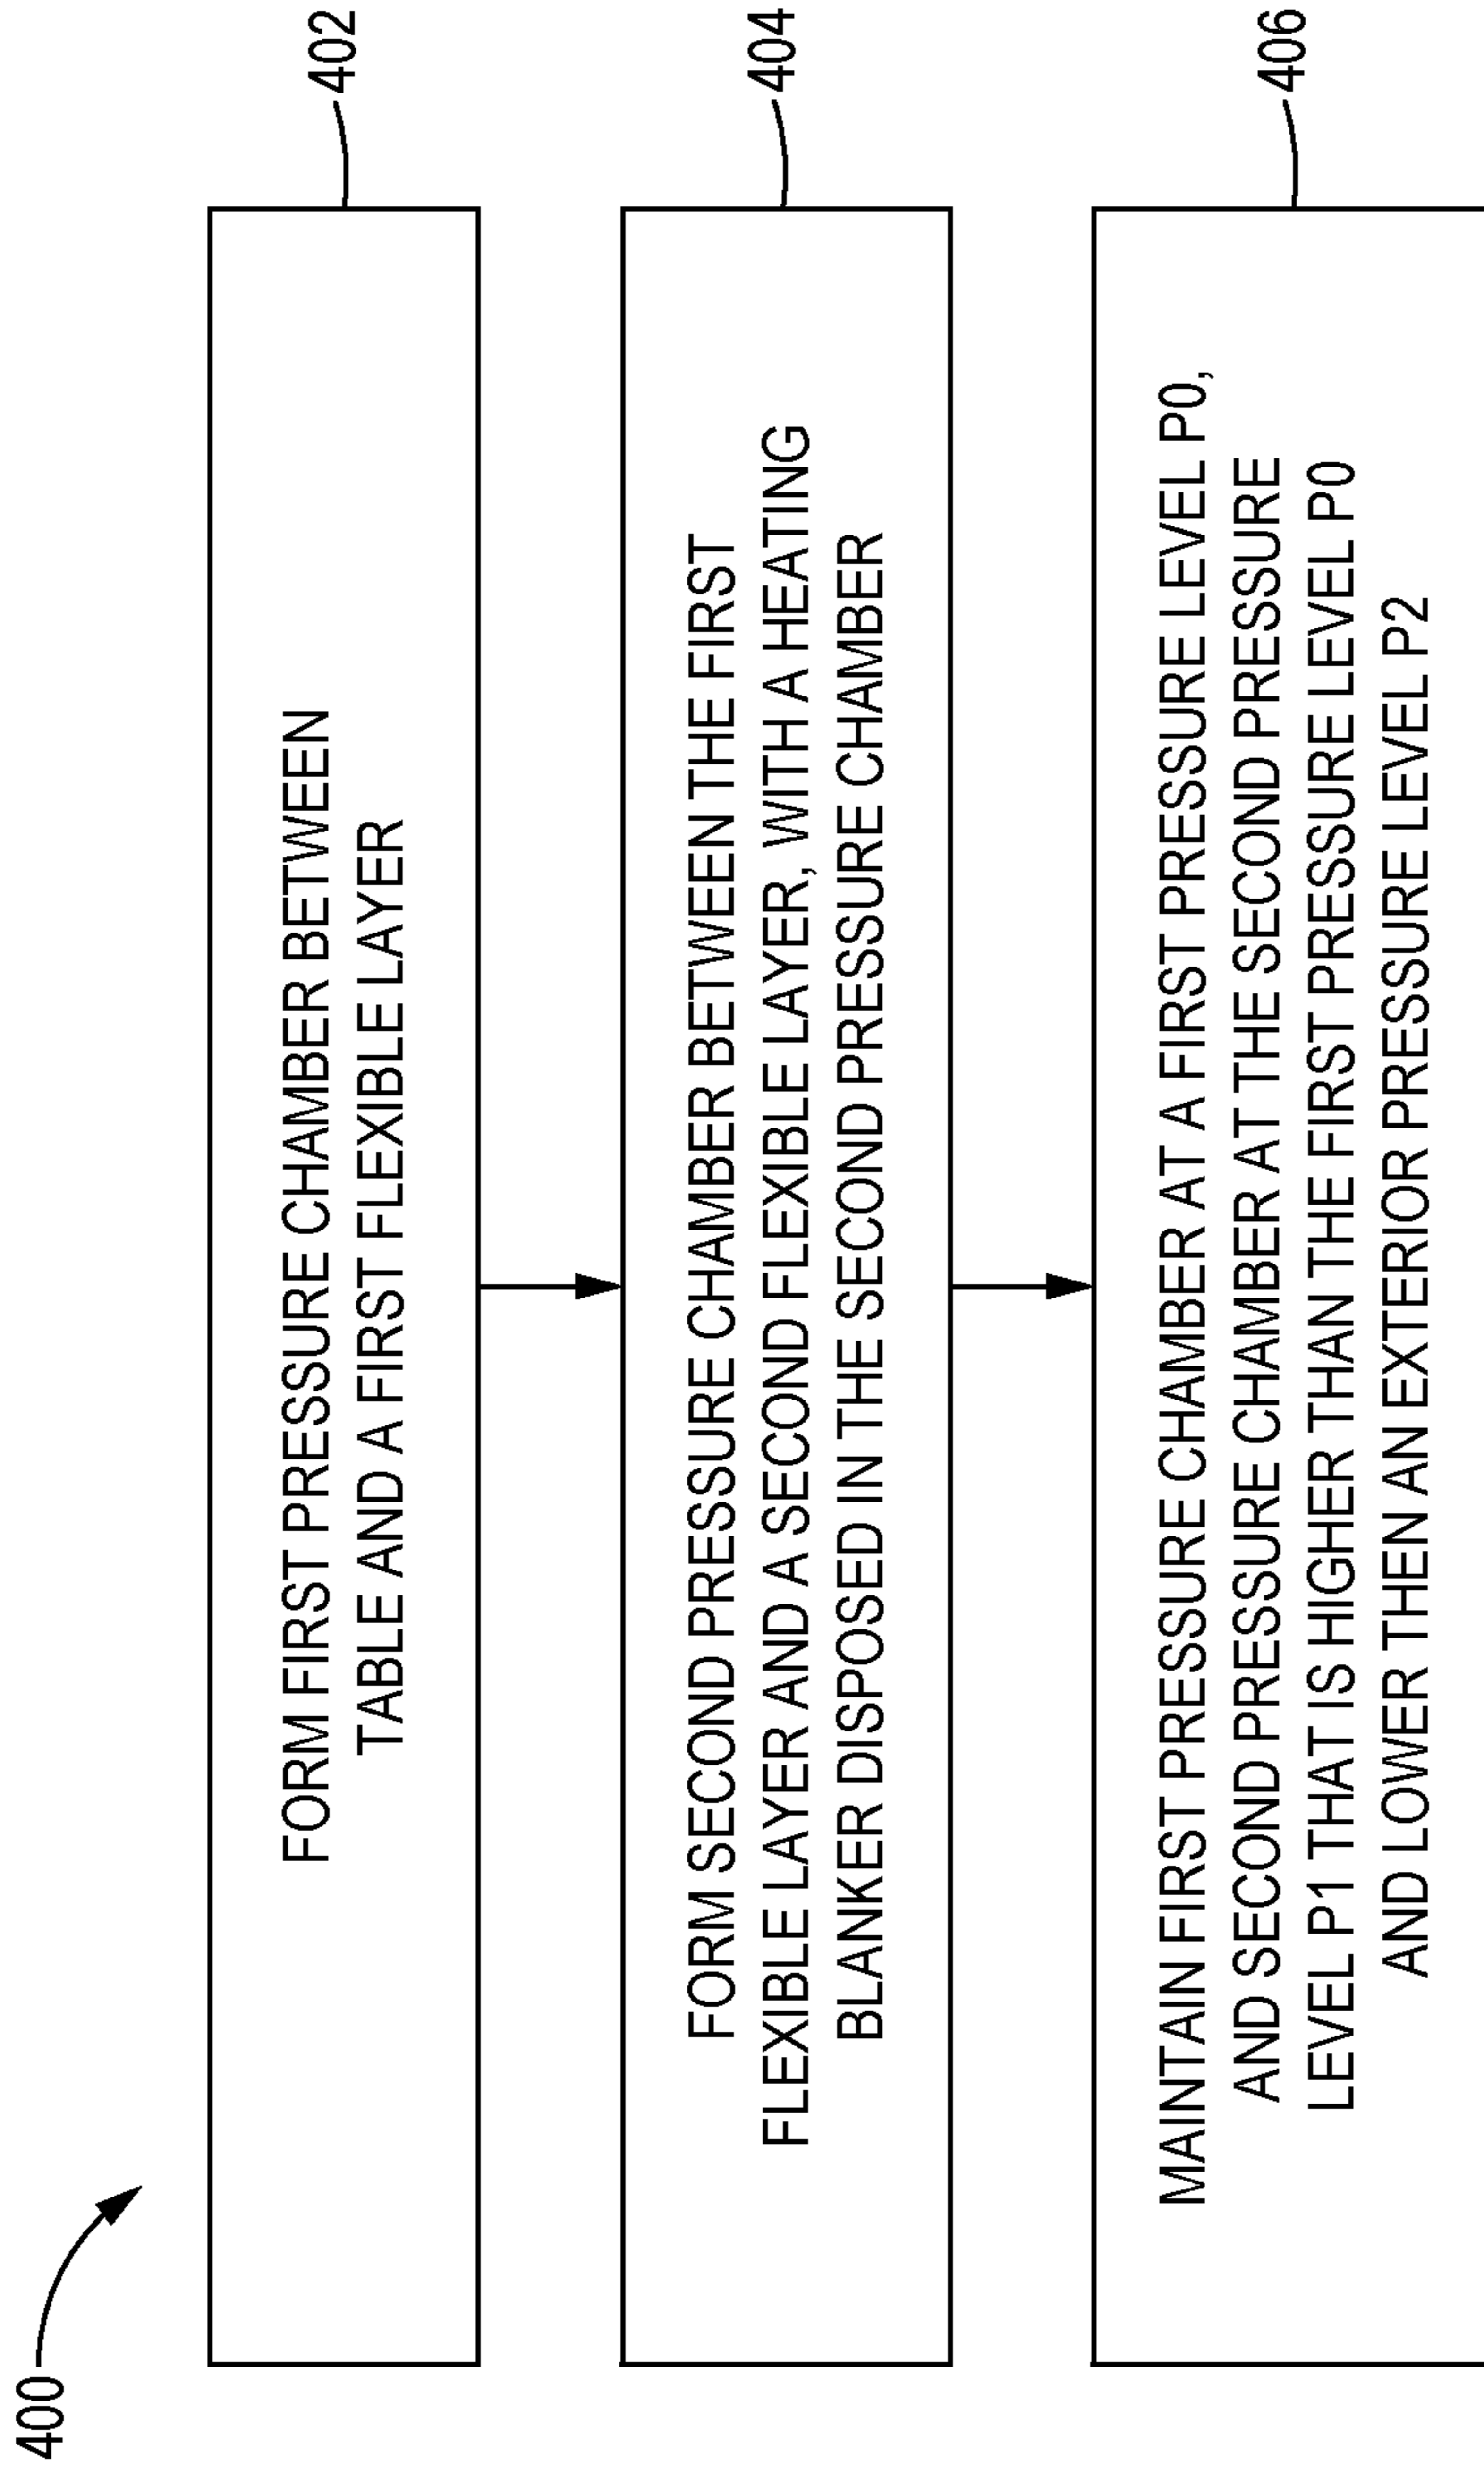 400
402
FORM FIRST PRESSURE CHAMBER BETWEEN
TABLE AND A FIRST FLEXIBLE LAYER
404
FORM SECOND PRESSURE CHAMBER BETWEEN THE FIRST
FLEXIBLE LAYER AND A SECOND FLEXIBLE LAYER, WITH A HEATING
BLANKER DISPOSED IN THE SECOND PRESSURE CHAMBER
406
MAINTAIN FIRST PRESSURE CHAMBER AT A FIRST PRESSURE LEVEL P0,
AND SECOND PRESSURE CHAMBER AT THE SECOND PRESSURE
LEVEL P1 THAT IS HIGHER THAN THE FIRST PRESSURE LEVEL P0
AND LOWER THEN AN EXTERIOR PRESSURE LEVEL P2